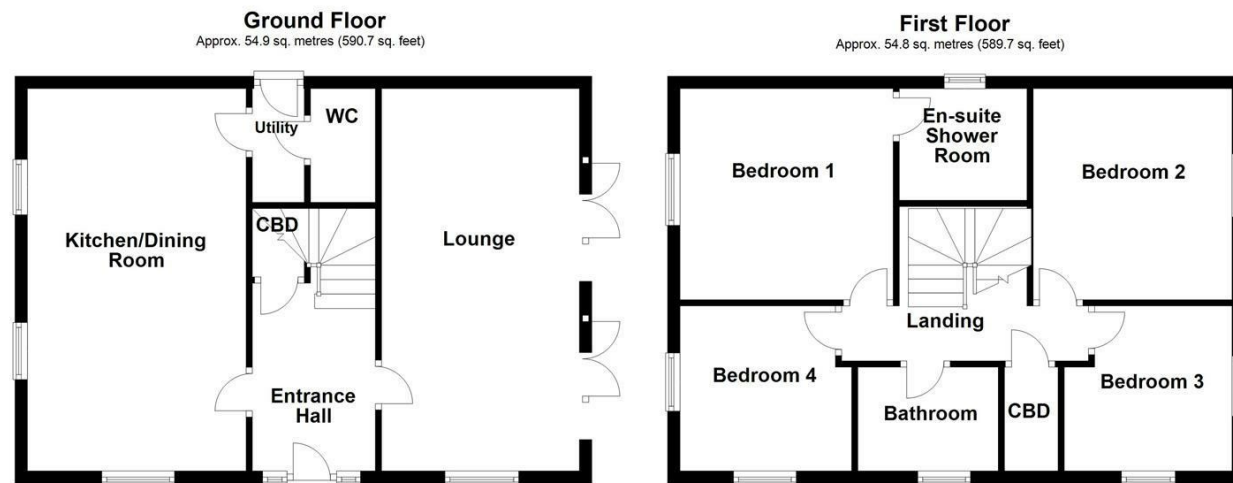 Ground Floor
Approx. 54.9 sq. metres (590.7 sq. feet)
WC
Utility
CBD
Kitchen/Dining
Room
Lounge
Entrance
Hall
First Floor
Approx. 54.8 sq. metres (589.7 sq. feet)
En-suite
Shower
Room
Bedroom 1
Bedroom 2
Landing
Bedroom 4
Bedroom 3
Bathroom
CBD